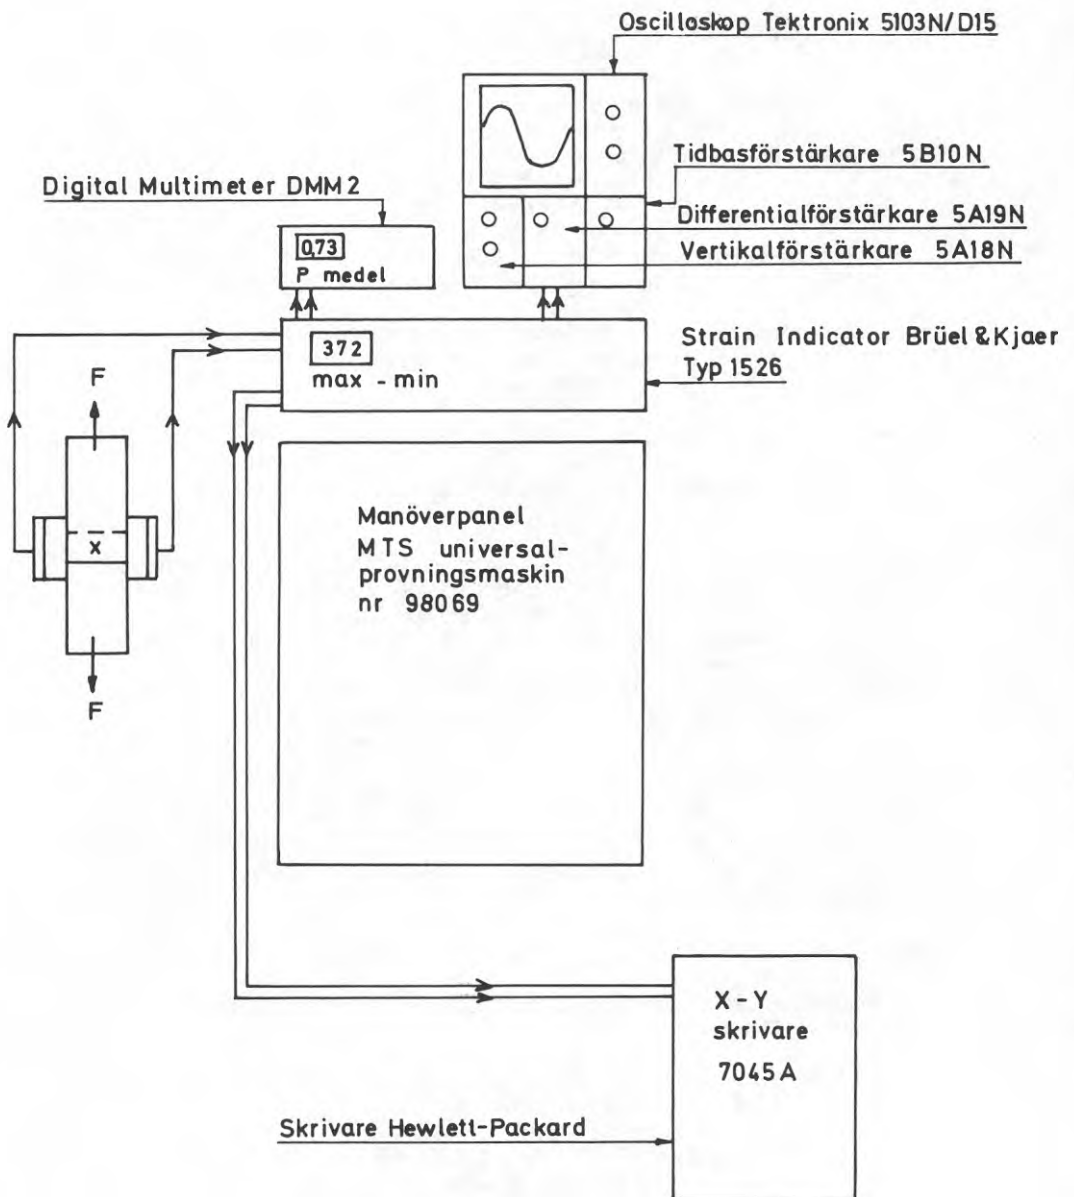 Oscilloskop Tektronix 5103N/D15
Tidbasförstärkare 5B10N
Digital Multimeter DMM2
Differentialförstärkare 5A19N
Vertikalförstärkare 5A18N
0,73
P medel
Strain Indicator Brüel & Kjaer
Typ 1526
372
max - min
F
x
F
Manöverpanel
MTS universal-
provningsmaskin
nr 98069
X - Y
skrivare
7045A
Skrivare Hewlett-Packard